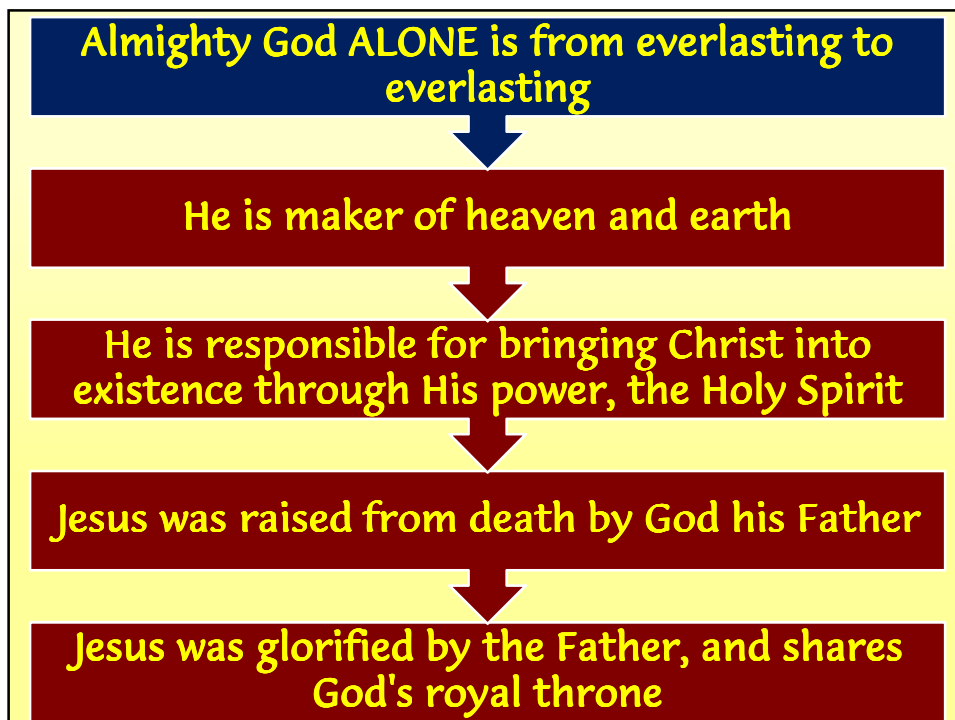 Almighty God ALONE is from everlasting to
everlasting
He is maker of heaven and earth
He is responsible for bringing Christ into
existence through His power, the Holy Spirit
Jesus was raised from death by God his Father
Jesus was glorified by the Father, and shares
God's royal throne